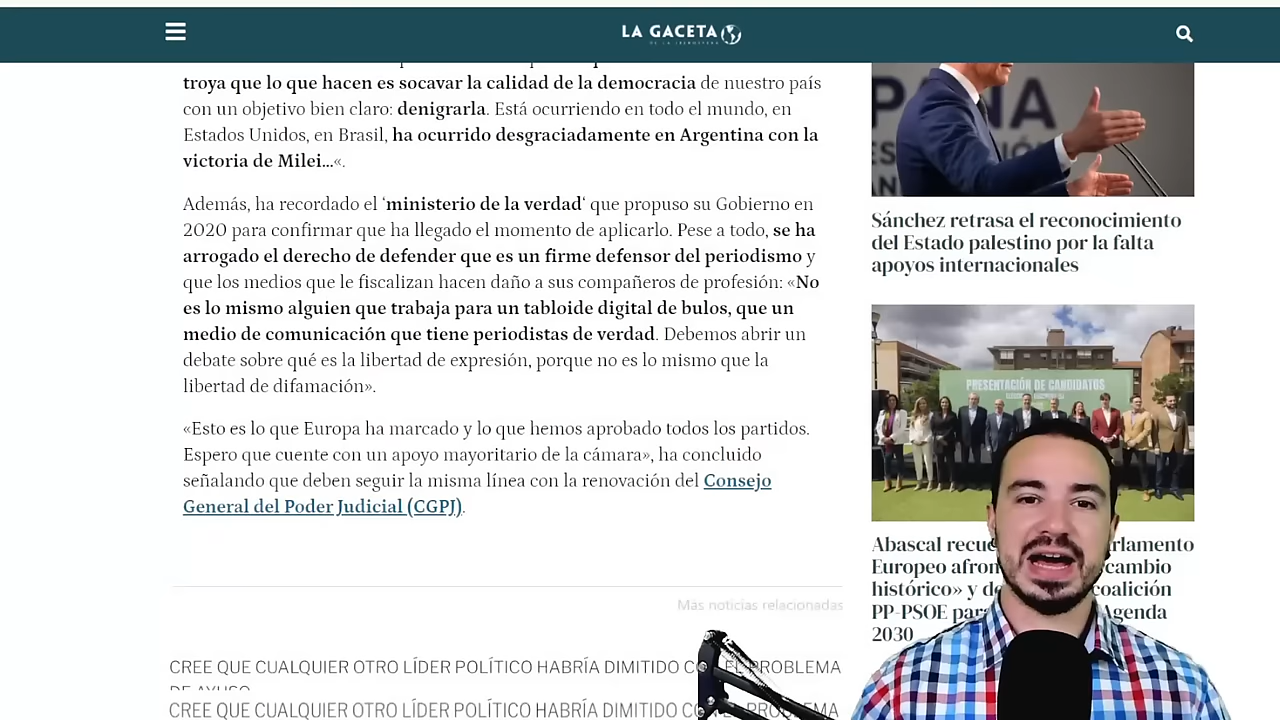 LA GACETA
DE LA IBEROSFERA
troya que lo que hacen es socavar la calidad de la democracia de nuestro país
con un objetivo bien claro: denigrarla. Está ocurriendo en todo el mundo, en
Estados Unidos, en Brasil, ha ocurrido desgraciadamente en Argentina con la
victoria de Milei...«.
Además, ha recordado el ‘ministerio de la verdad‘ que propuso su Gobierno en
2020 para confirmar que ha llegado el momento de aplicarlo. Pese a todo, se ha
arrogado el derecho de defender que es un firme defensor del periodismo y
que los medios que le fiscalizan hacen daño a sus compañeros de profesión: «No
es lo mismo alguien que trabaja para un tabloide digital de bulos, que un
medio de comunicación que tiene periodistas de verdad. Debemos abrir un
debate sobre qué es la libertad de expresión, porque no es lo mismo que la
libertad de difamación».
«Esto es lo que Europa ha marcado y lo que hemos aprobado todos los partidos.
Espero que cuente con un apoyo mayoritario de la cámara», ha concluido
señalando que deben seguir la misma línea con la renovación del Consejo
General del Poder Judicial (CGPJ).
Más noticias relacionadas
CREE QUE CUALQUIER OTRO LÍDER POLÍTICO HABRÍA DIMITIDO EL PROBLEMA
DE AYUSO
CREE QUE CUALQUIER OTRO LÍDER POLÍTICO HABRÍA DIMITIDO
Sánchez retrasa el reconocimiento
del Estado palestino por la falta
apoyos internacionales
PRESENTACIÓN DE CANDIDATOS
Abascal
Europeo cambio
histórico» y coalición
PP-PSOE Agenda
2030